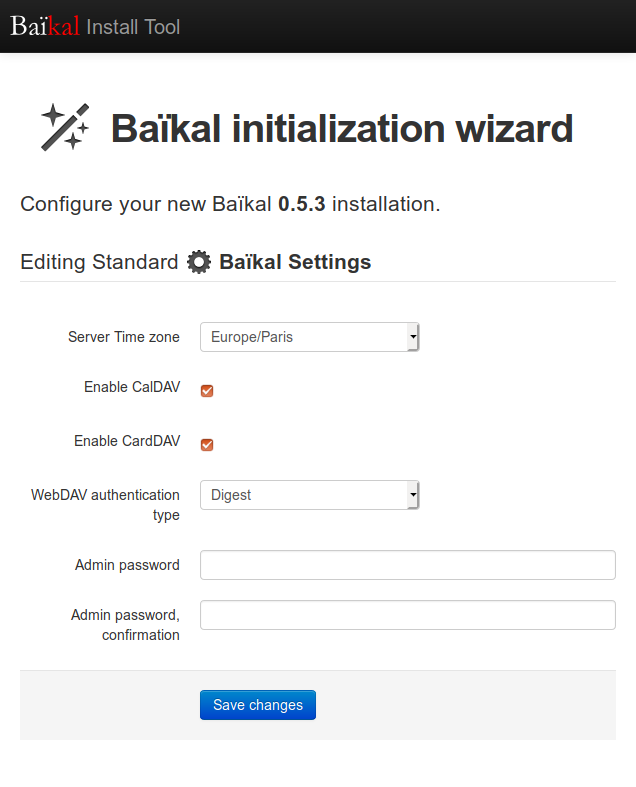 Baïkal Install Tool
Baïkal initialization wizard
Configure your new Baïkal 0.5.3 installation.
Editing Standard Baïkal Settings
Server Time zone Europe/Paris
Enable CalDAV
Enable CardDAV
WebDAV authentication
type
Digest
Admin password
Admin password,
confirmation
Save changes